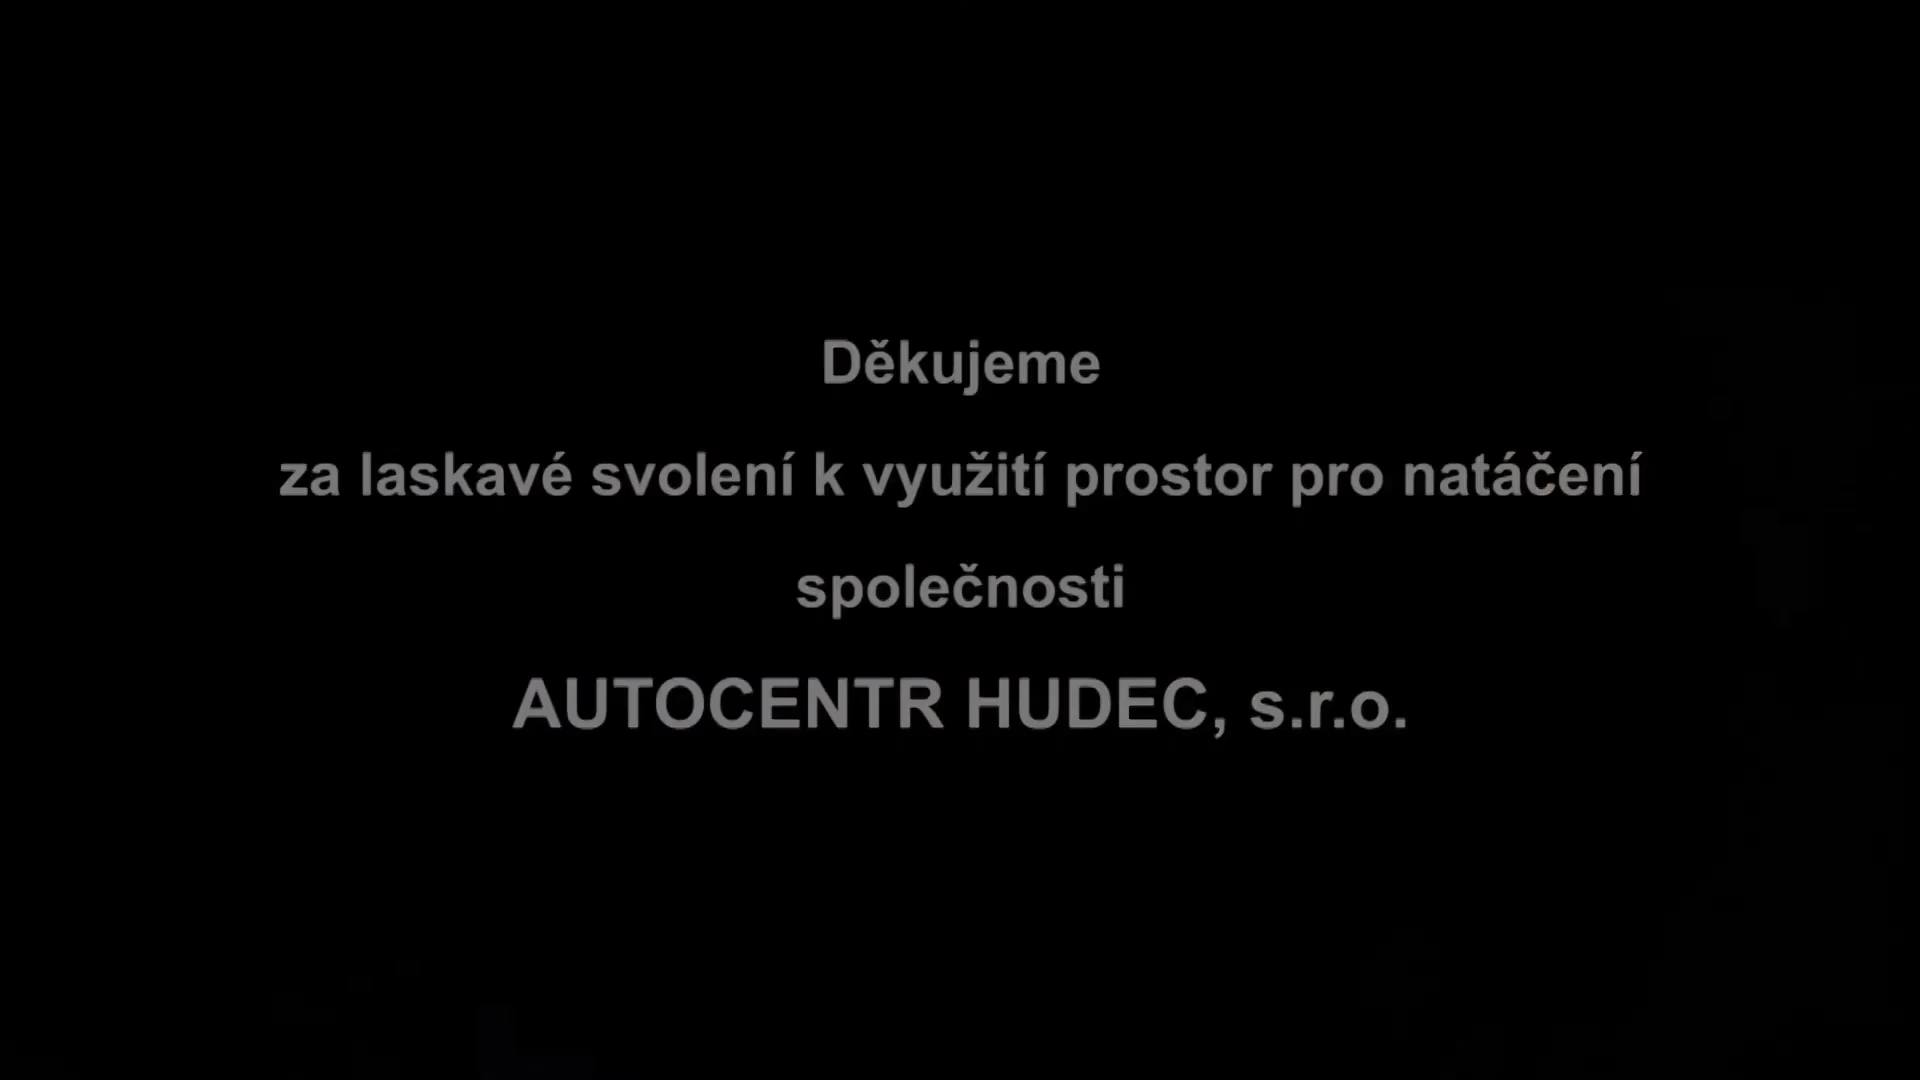 Děkujeme
za laskavé svolení k využití prostor pro natáčení
společnosti
AUTOCENTR HUDEC, s.r.o.